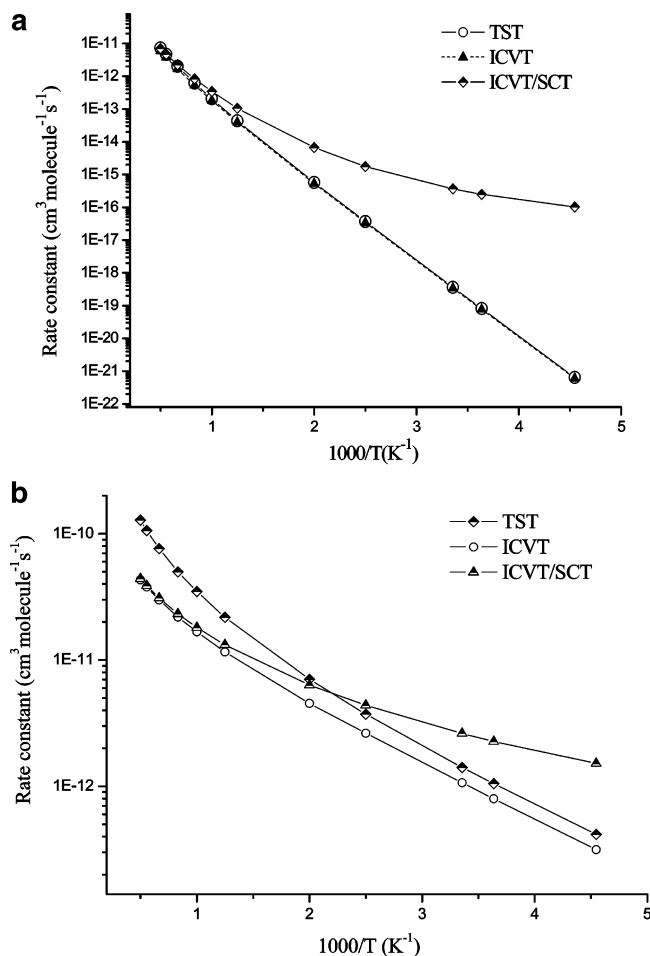 a
TST
ICVT
ICVT/SCT
1E-11
1E-12
1E-13
1E-14
1E-15
1E-16
1E-17
1E-18
1E-19
1E-20
1E-21
1E-22
Rate constant (cm³molecule⁻¹s⁻¹)
1 2 3 4 5
1000/T(K⁻¹)
b
TST
ICVT
ICVT/SCT
1E-10
1E-11
1E-12
Rate constant (cm³molecule⁻¹s⁻¹)
1 2 3 4 5
1000/T (K⁻¹)